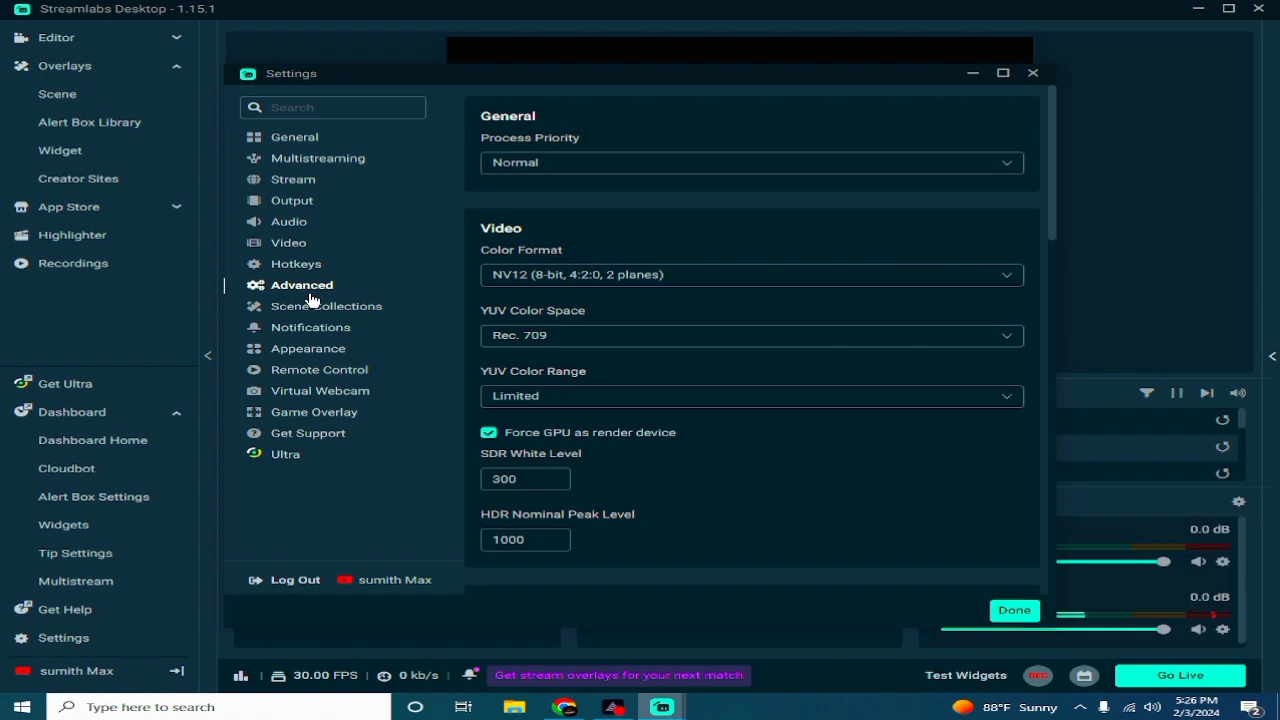 Streamlabs Desktop - 1.15.1
Editor
Overlays
Scene
Alert Box Library
Widget
Creator Sites
App Store
Highlighter
Recordings
Get Ultra
Dashboard
Dashboard Home
Cloudbot
Alert Box Settings
Widgets
Tip Settings
Multistream
Get Help
Settings
sumith Max
Settings
Search
General
Multistreaming
Stream
Output
Audio
Video
Hotkeys
Advanced
Scene Collections
Notifications
Appearance
Remote Control
Virtual Webcam
Game Overlay
Get Support
Ultra
Log Out sumith Max
General
Process Priority
Normal
Video
Color Format
NV12 (8-bit, 4:2:0, 2 planes)
YUV Color Space
Rec. 709
YUV Color Range
Limited
Force GPU as render device
SDR White Level
300
HDR Nominal Peak Level
1000
Done
0.0 dB
0.0 dB
30.00 FPS 0 kb/s Get stream overlays for your next match Test Widgets REC Go Live
Type here to search
88°F Sunny
5:26 PM
2/3/2024
2